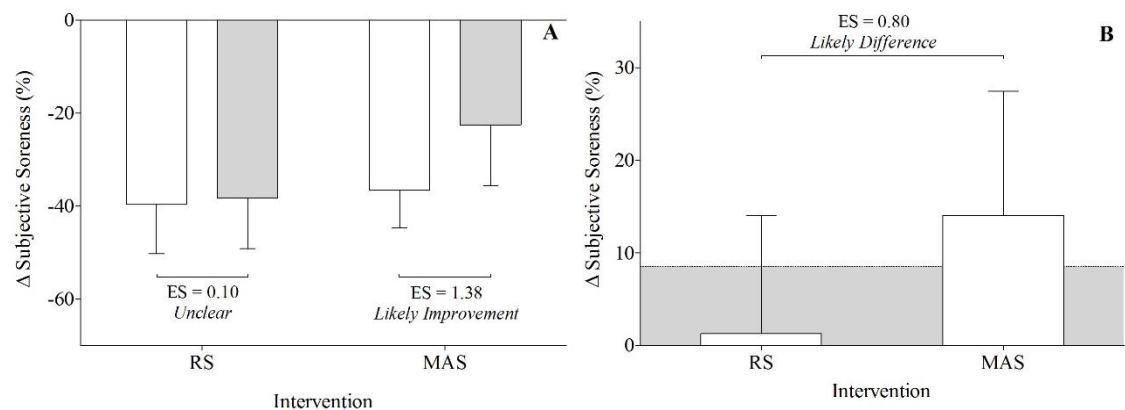 A
Δ Subjective Soreness (%)
0
-20
-40
-60
ES = 0.10
Unclear
ES = 1.38
Likely Improvement
RS
MAS
Intervention
B
ES = 0.80
Likely Difference
Δ Subjective Soreness (%)
30
20
10
0
RS
MAS
Intervention